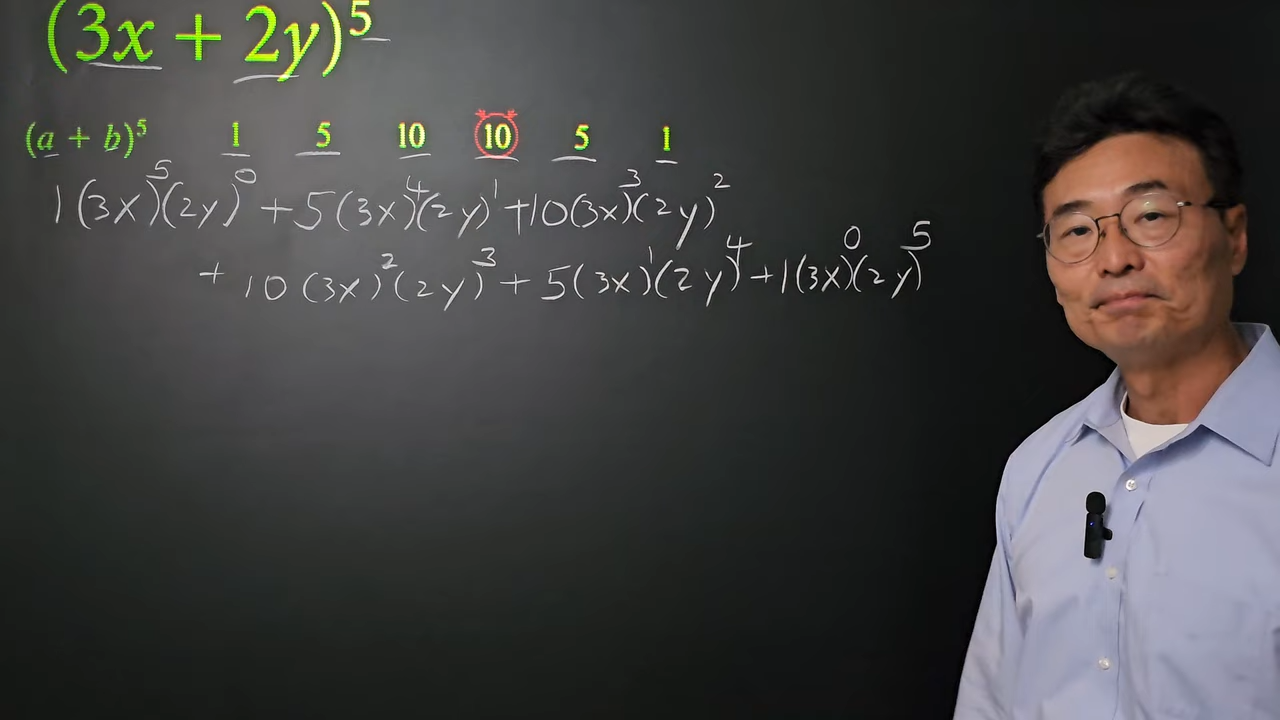 (3x + 2y)⁵
(a + b)⁵ 1 5 10 10 5 1
1(3x)⁵(2y)⁰ + 5(3x)⁴(2y)¹ + 10(3x)³(2y)²
+ 10(3x)²(2y)³ + 5(3x)¹(2y)⁴ + 1(3x)⁰(2y)⁵